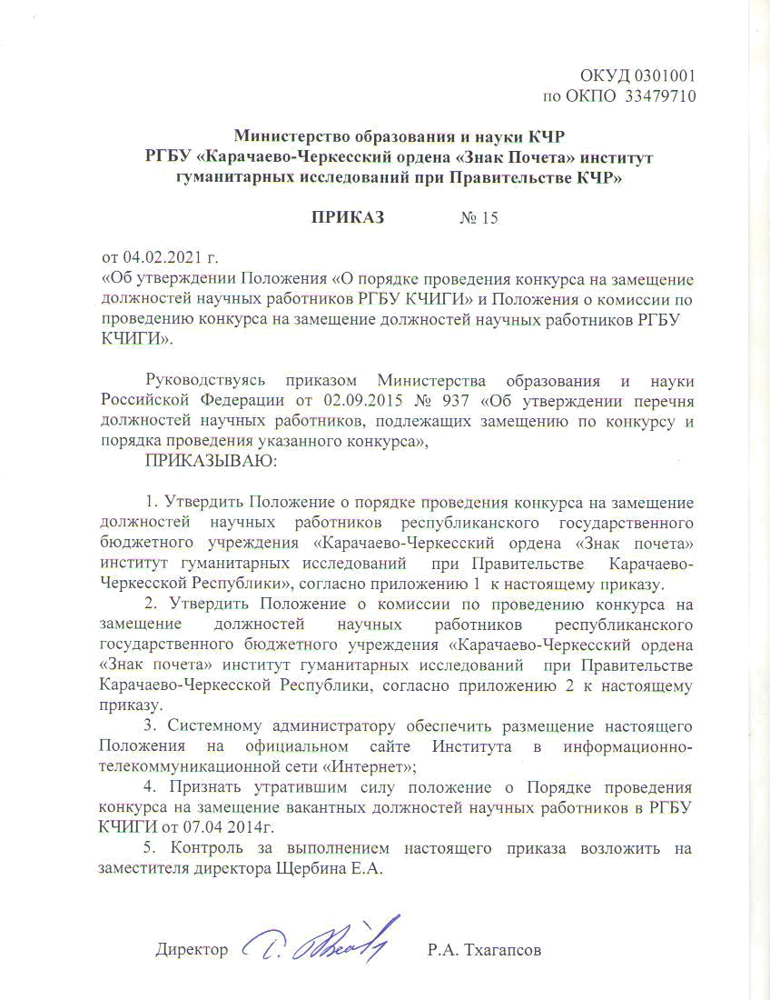 ОКУД 0301001
по ОКПО 33479710
Министерство образования и науки КЧР
РГБУ «Карачаево-Черкесский ордена «Знак Почета» институт
гуманитарных исследований при Правительстве КЧР»
ПРИКАЗ № 15
от 04.02.2021 г.
«Об утверждении Положения «О порядке проведения конкурса на замещение
должностей научных работников РГБУ КЧИГИ» и Положения о комиссии по
проведению конкурса на замещение должностей научных работников РГБУ
КЧИГИ».
Руководствуясь приказом Министерства образования и науки
Российской Федерации от 02.09.2015 № 937 «Об утверждении перечня
должностей научных работников, подлежащих замещению по конкурсу и
порядка проведения указанного конкурса»,
ПРИКАЗЫВАЮ:
1. Утвердить Положение о порядке проведения конкурса на замещение
должностей научных работников республиканского государственного
бюджетного учреждения «Карачаево-Черкесский ордена «Знак почета»
институт гуманитарных исследований при Правительстве Карачаево-
Черкесской Республики», согласно приложению 1 к настоящему приказу.
2. Утвердить Положение о комиссии по проведению конкурса на
замещение должностей научных работников республиканского
государственного бюджетного учреждения «Карачаево-Черкесский ордена
«Знак почета» институт гуманитарных исследований при Правительстве
Карачаево-Черкесской Республики, согласно приложению 2 к настоящему
приказу.
3. Системному администратору обеспечить размещение настоящего
Положения на официальном сайте Института в информационно-
телекоммуникационной сети «Интернет»;
4. Признать утратившим силу положение о Порядке проведения
конкурса на замещение вакантных должностей научных работников в РГБУ
КЧИГИ от 07.04 2014г.
5. Контроль за выполнением настоящего приказа возложить на
заместителя директора Щербина Е.А.
Директор Р.А. Тхагапсов